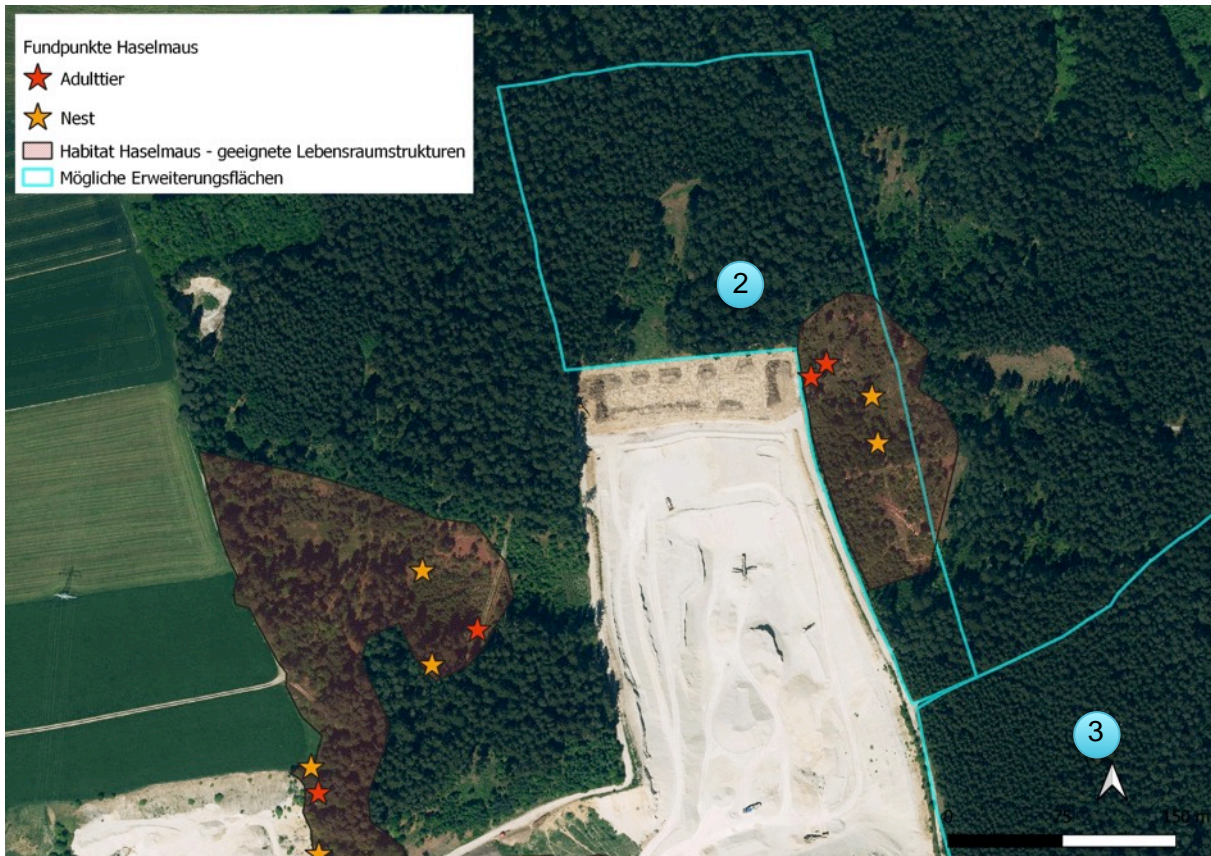 Fundpunkte Haselmaus
Adulttier
Nest
Habitat Haselmaus - geeignete Lebensraumstrukturen
Mögliche Erweiterungsflächen
2
3
0 75 150 m